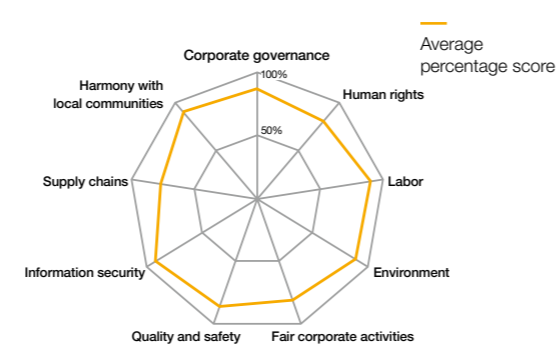 Average
percentage score
Corporate governance
100%
Harmony with
local communities
Human rights
50%
Supply chains
Labor
Information security
Environment
Quality and safety
Fair corporate activities